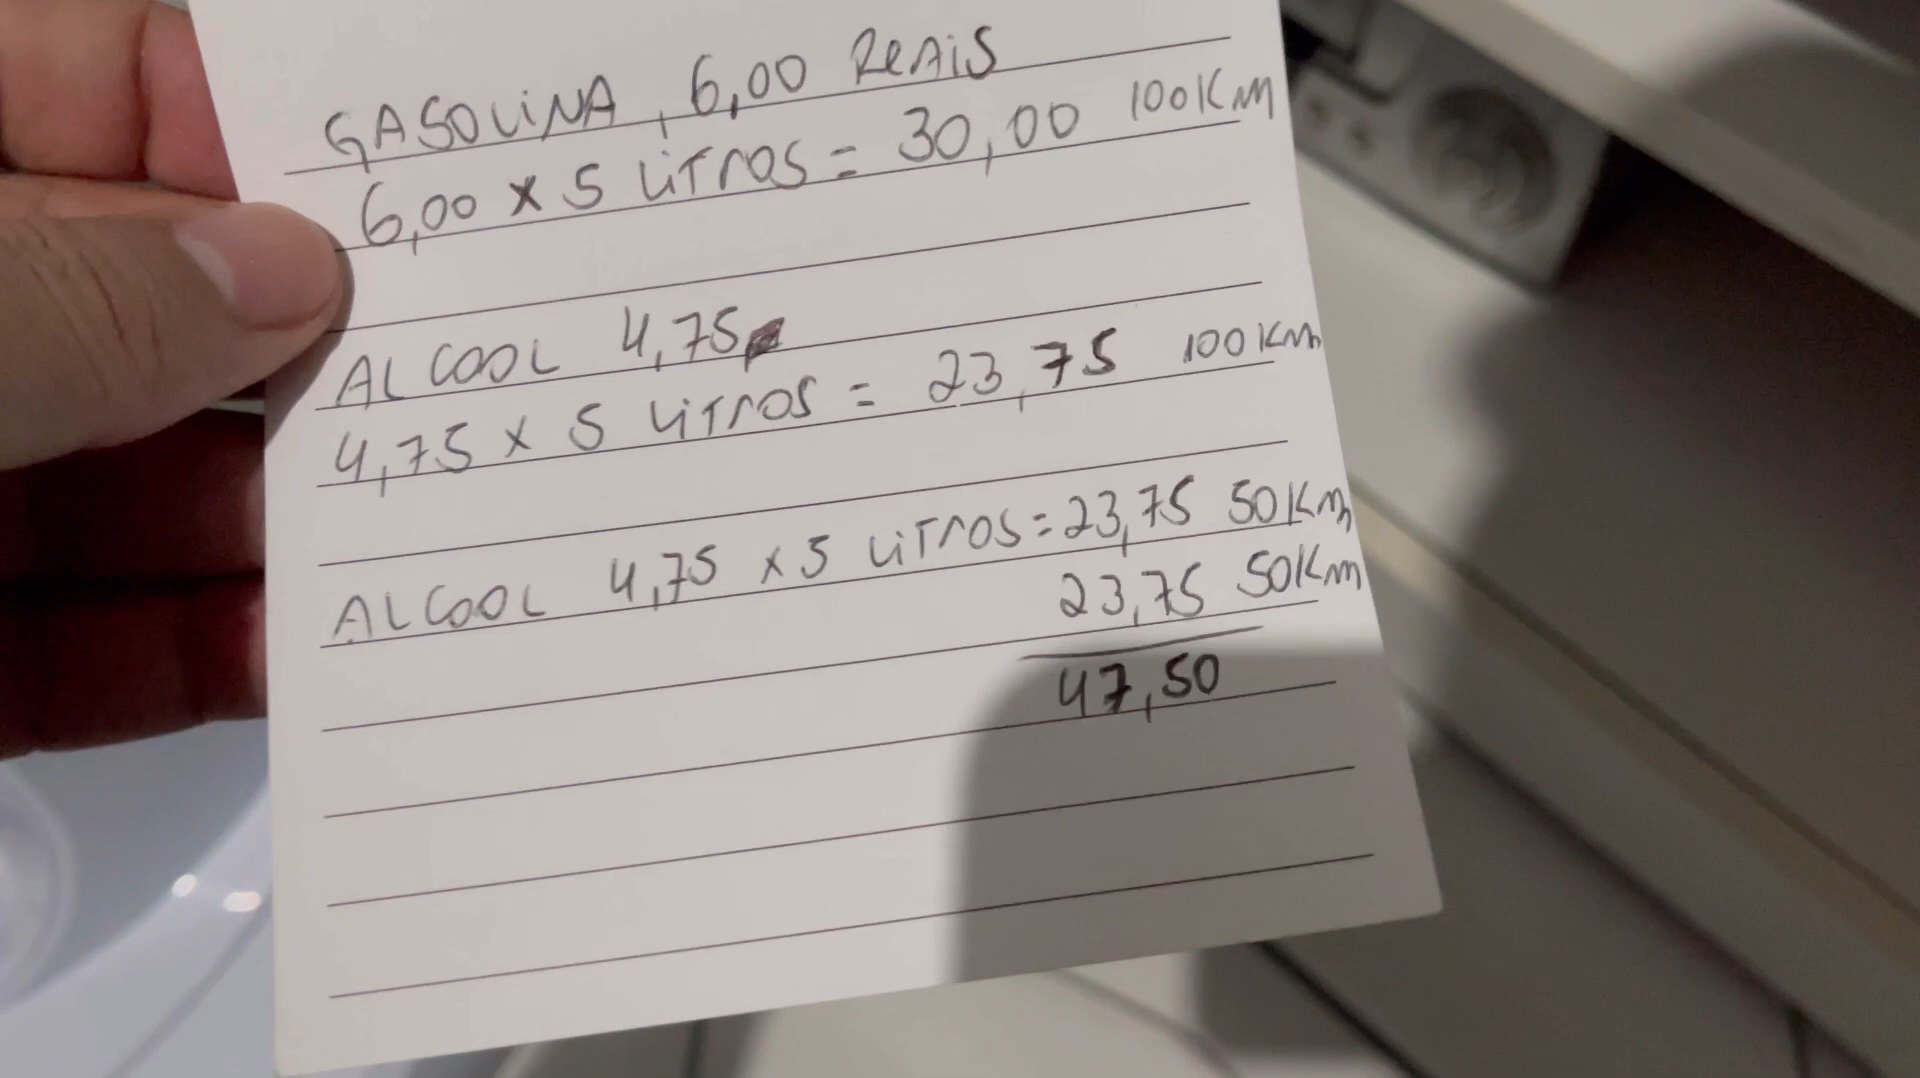 GASOLINA, 6,00 REAIS
6,00 x 5 LITROS = 30,00 100KM
ALCOOL 4,75
4,75 x 5 LITROS = 23,75 100KM
ALCOOL 4,75 x 5 LITROS = 23,75 50KM
23,75 50KM
47,50